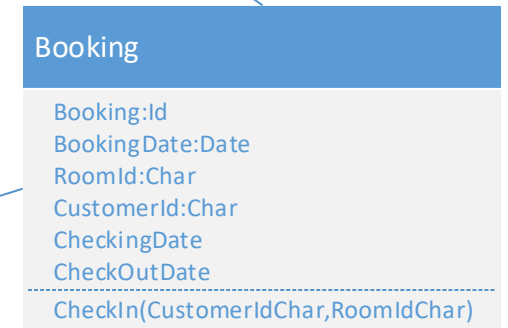 Booking
Booking:Id
BookingDate:Date
RoomId:Char
CustomerId:Char
CheckingDate
CheckOutDate
CheckIn(CustomerIdChar,RoomIdChar)